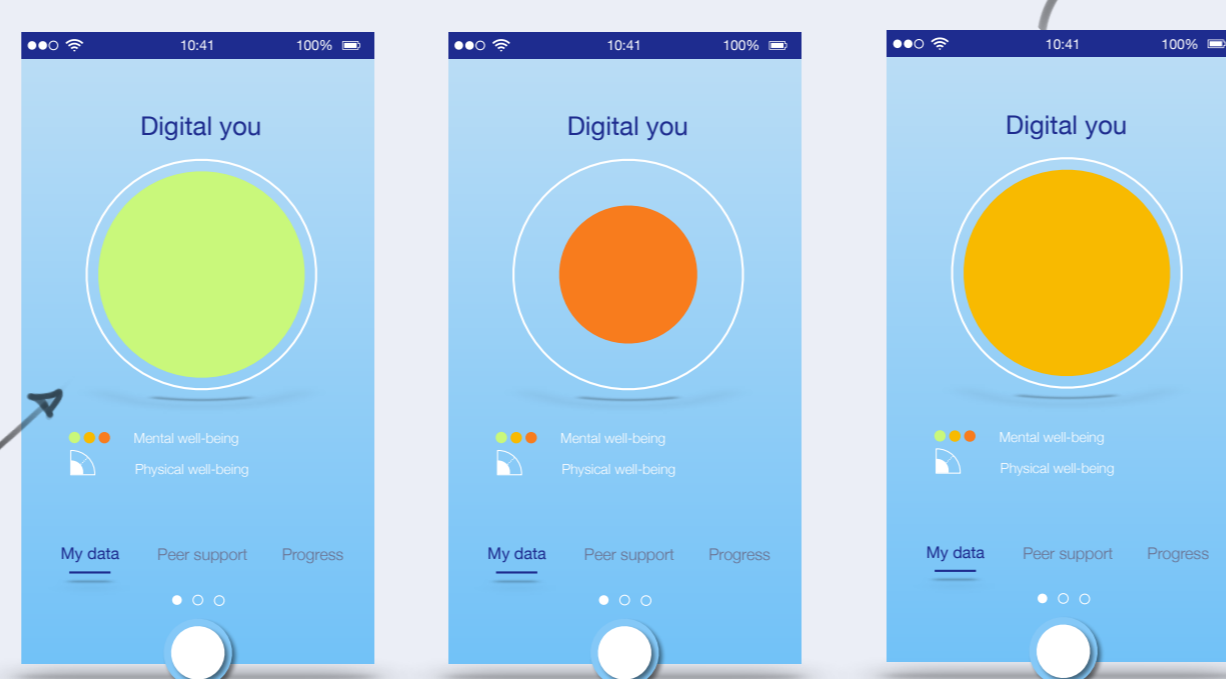 10:41 100%
Digital you
Mental well-being
Physical well-being
My data Peer support Progress
10:41 100%
Digital you
Mental well-being
Physical well-being
My data Peer support Progress
10:41 100%
Digital you
Mental well-being
Physical well-being
My data Peer support Progress